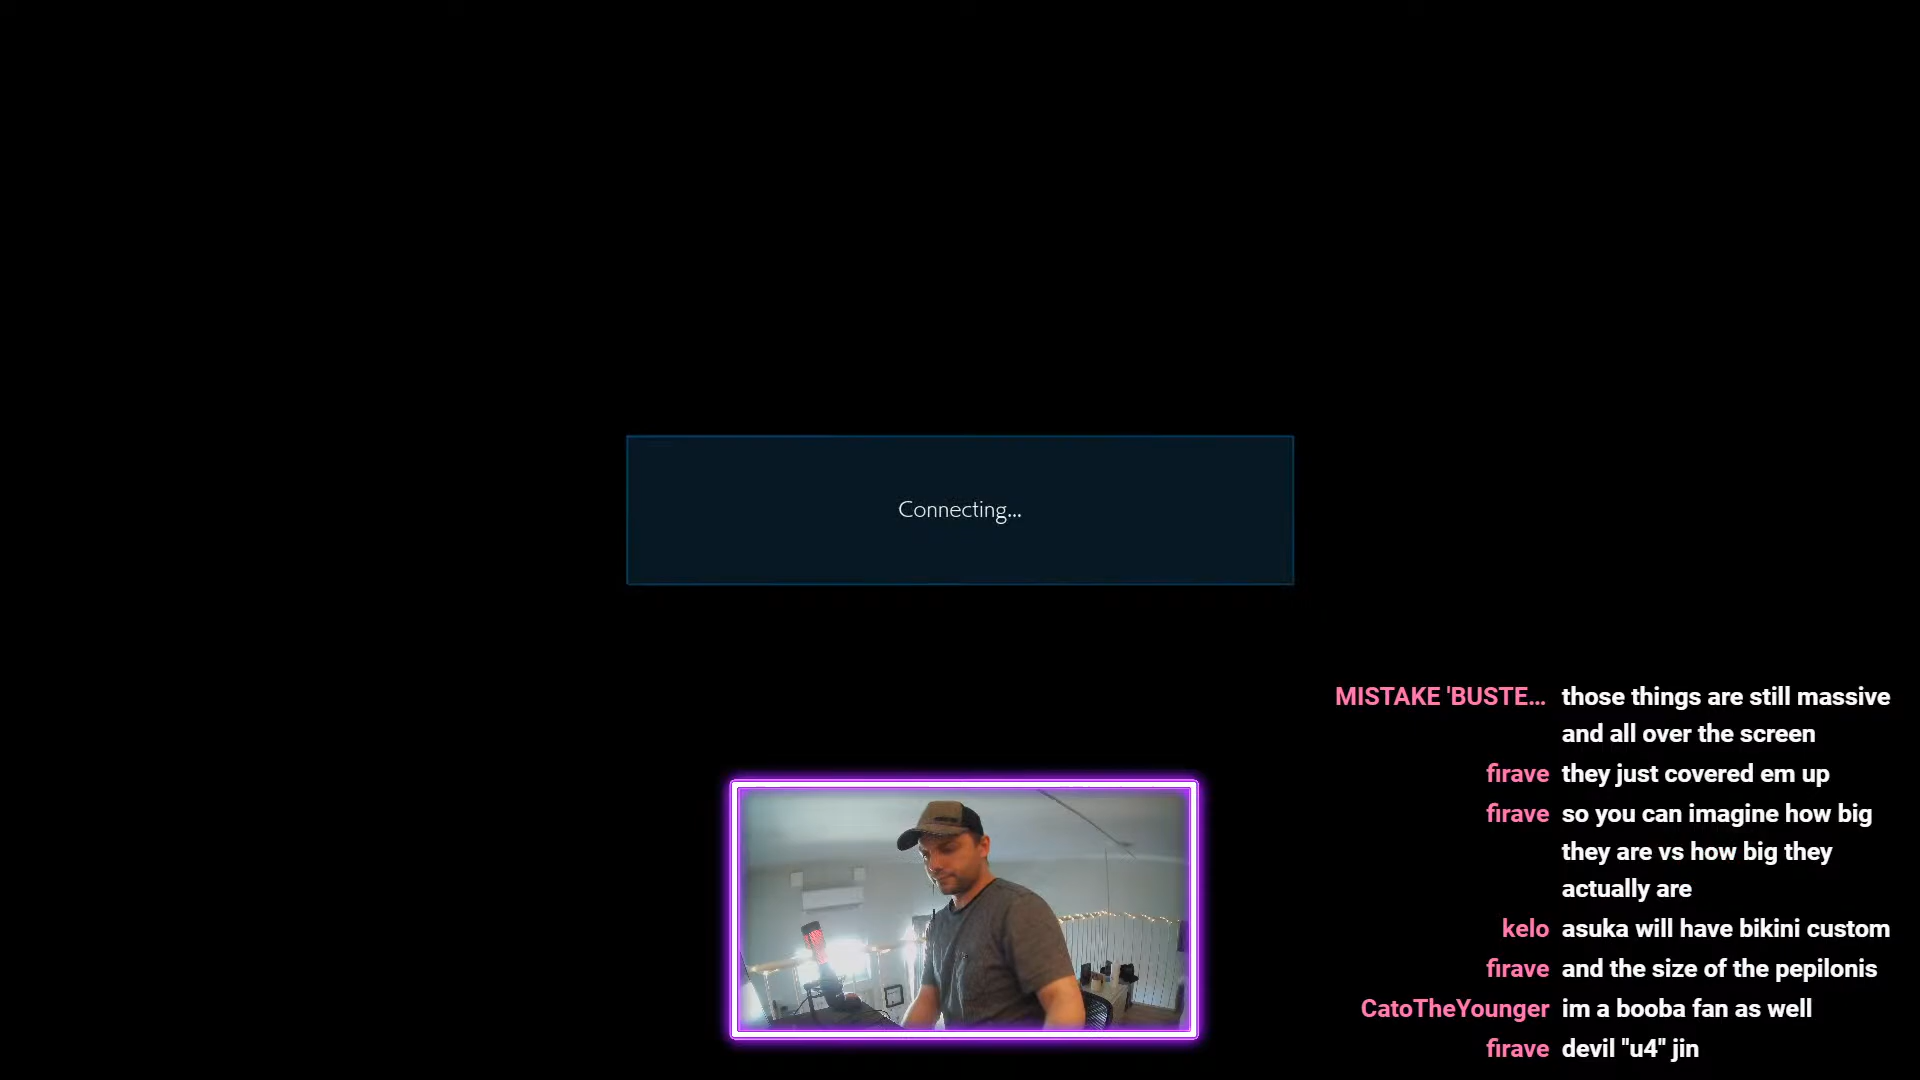 Connecting...
MISTAKE 'BUSTE... those things are still massive
and all over the screen
firave they just covered em up
firave so you can imagine how big
they are vs how big they
actually are
kelo asuka will have bikini custom
firave and the size of the pepilonis
CatoTheYounger im a booba fan as well
firave devil "u4" jin